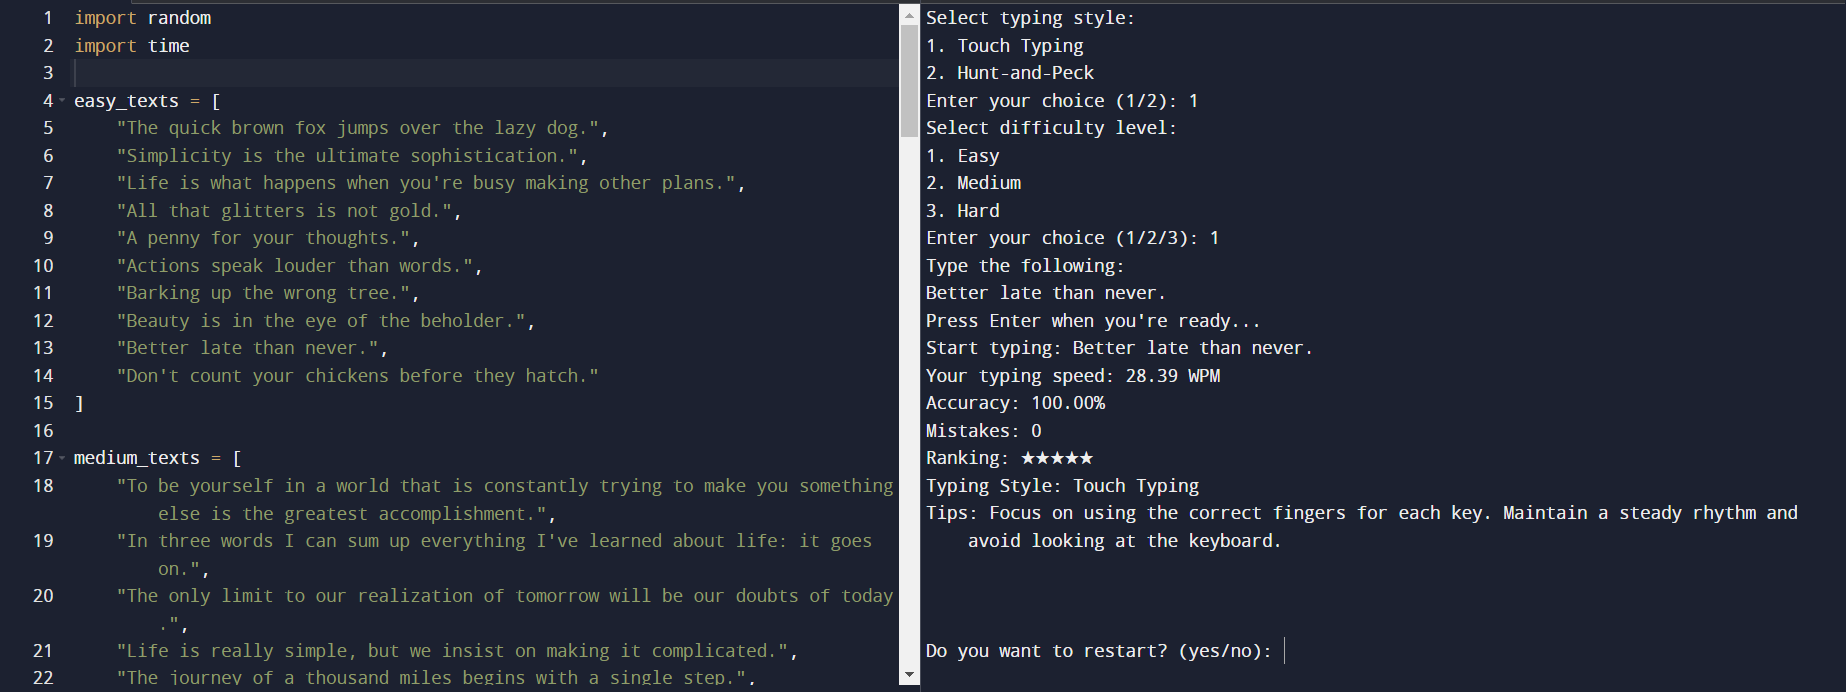 1 import random
2 import time
3
4 easy_texts = [
5 "The quick brown fox jumps over the lazy dog.",
6 "Simplicity is the ultimate sophistication.",
7 "Life is what happens when you're busy making other plans.",
8 "All that glitters is not gold.",
9 "A penny for your thoughts.",
10 "Actions speak louder than words.",
11 "Barking up the wrong tree.",
12 "Beauty is in the eye of the beholder.",
13 "Better late than never.",
14 "Don't count your chickens before they hatch."
15 ]
16
17 medium_texts = [
18 "To be yourself in a world that is constantly trying to make you something
else is the greatest accomplishment.",
19 "In three words I can sum up everything I've learned about life: it goes
on.",
20 "The only limit to our realization of tomorrow will be our doubts of today
.",
21 "Life is really simple, but we insist on making it complicated.",
22 "The journey of a thousand miles begins with a single step.",
Select typing style:
1. Touch Typing
2. Hunt-and-Peck
Enter your choice (1/2): 1
Select difficulty level:
1. Easy
2. Medium
3. Hard
Enter your choice (1/2/3): 1
Type the following:
Better late than never.
Press Enter when you're ready...
Start typing: Better late than never.
Your typing speed: 28.39 WPM
Accuracy: 100.00%
Mistakes: 0
Ranking: ★★★★★
Typing Style: Touch Typing
Tips: Focus on using the correct fingers for each key. Maintain a steady rhythm and
avoid looking at the keyboard.
Do you want to restart? (yes/no):